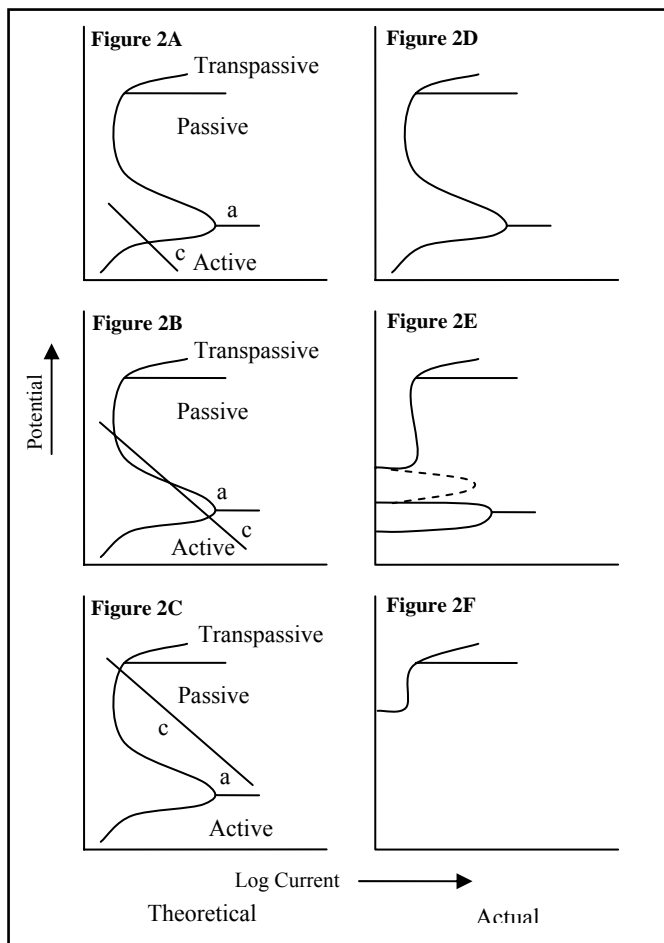 Figure 2A
Transpassive
Passive
a
c
Active
Figure 2D
Figure 2B
Transpassive
Passive
a
c
Active
Figure 2E
Potential
Figure 2C
Transpassive
Passive
c
a
Active
Figure 2F
Log Current
Theoretical
Actual